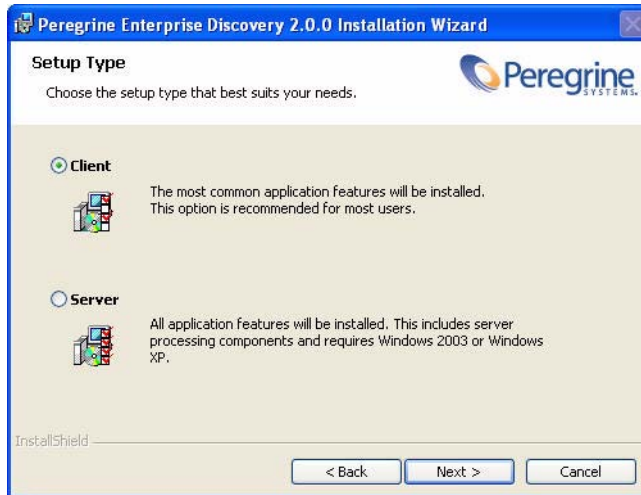 Peregrine Enterprise Discovery 2.0.0 Installation Wizard
Setup Type
Choose the setup type that best suits your needs.
Peregrine
SYSTEMS
Client
The most common application features will be installed.
This option is recommended for most users.
Server
All application features will be installed. This includes server
processing components and requires Windows 2003 or Windows
XP.
InstallShield
< Back
Next >
Cancel